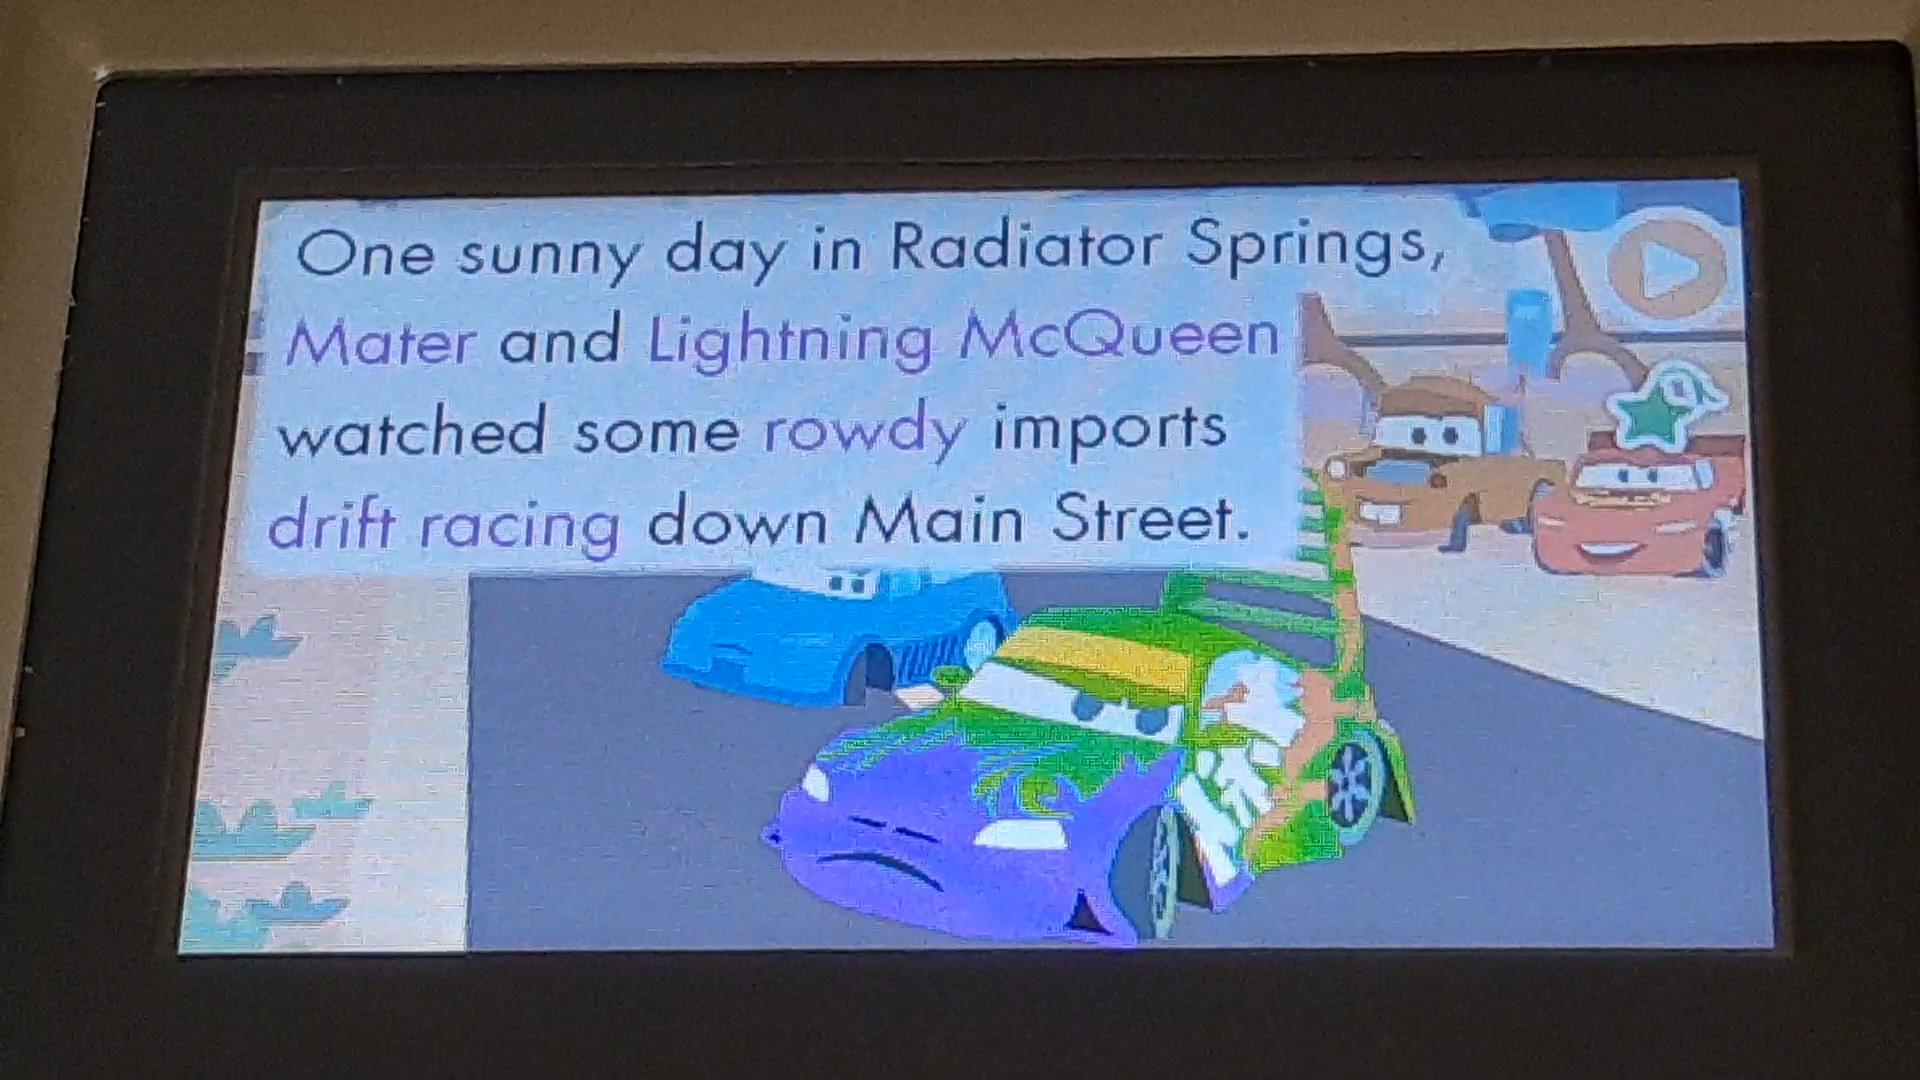 One sunny day in Radiator Springs,
Mater and Lightning McQueen
watched some rowdy imports
drift racing down Main Street.